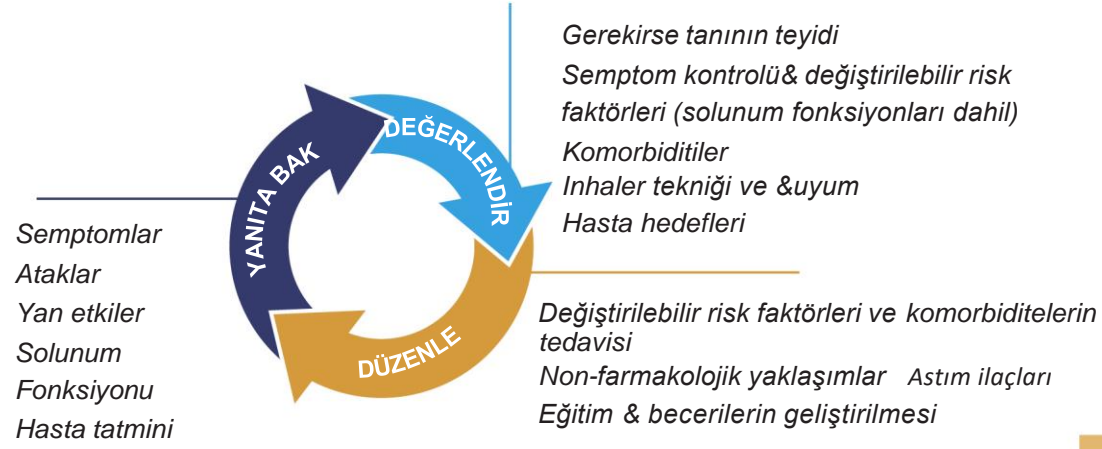 Gerekirse tanının teyidi
Semptom kontrolü& değiştirilebilir risk
faktörleri (solunum fonksiyonları dahil)
Komorbiditiler
Inhaler tekniği ve &uyum
Hasta hedefleri
DEĞERLENDİR
YANITA BAK
DÜZENLE
Semptomlar
Ataklar
Yan etkiler
Solunum
Fonksiyonu
Hasta tatmini
Değiştirilebilir risk faktörleri ve komorbiditelerin
tedavisi
Non-farmakolojik yaklaşımlar Astım ilaçları
Eğitim & becerilerin geliştirilmesi